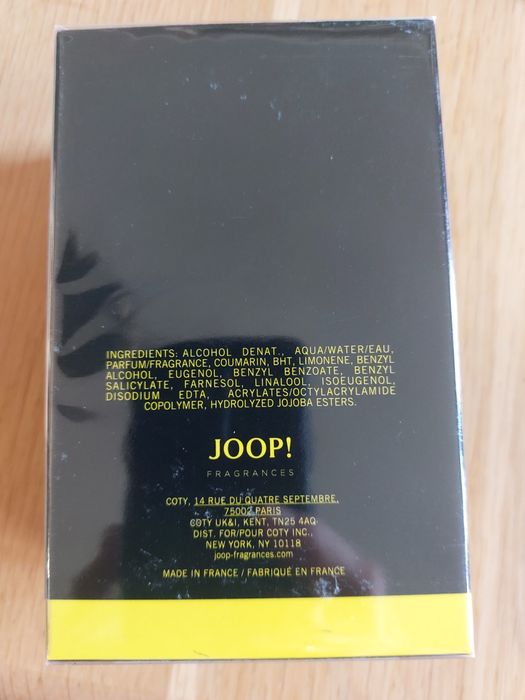 INGREDIENTS: ALCOHOL DENAT., AQUA/WATER/EAU,
PARFUM/FRAGRANCE, COUMARIN, BHT, LIMONENE, BENZYL
ALCOHOL, EUGENOL, BENZYL BENZOATE, BENZYL
SALICYLATE, FARNESOL, LINALOOL, ISOEUGENOL,
DISODIUM EDTA, ACRYLATES/OCTYLACRYLAMIDE
COPOLYMER, HYDROLYZED JOJOBA ESTERS.
JOOP!
FRAGRANCES
COTY, 14 RUE DU QUATRE SEPTEMBRE,
75002 PARIS
COTY UK&I, KENT, TN25 4AQ
DIST. FOR/POUR COTY INC.,
NEW YORK, NY 10118
joop-fragrances.com
MADE IN FRANCE / FABRIQUÉ EN FRANCE